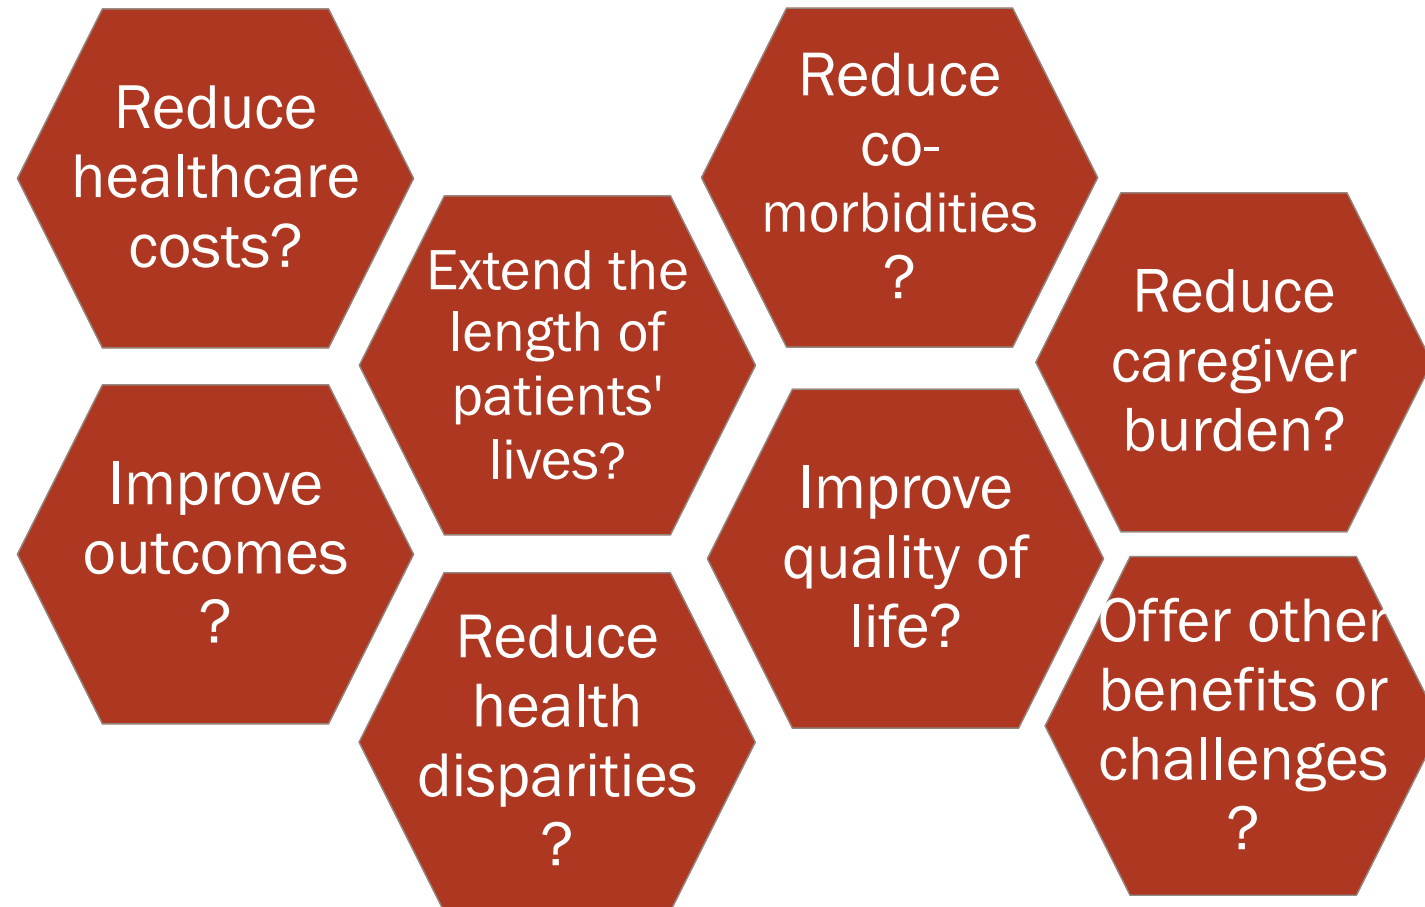 Reduce
healthcare
costs?
Extend the
length of
patients'
lives?
Reduce
co-
morbidities
?
Reduce
caregiver
burden?
Improve
outcomes
?
Reduce
health
disparities
?
Improve
quality of
life?
Offer other
benefits or
challenges
?